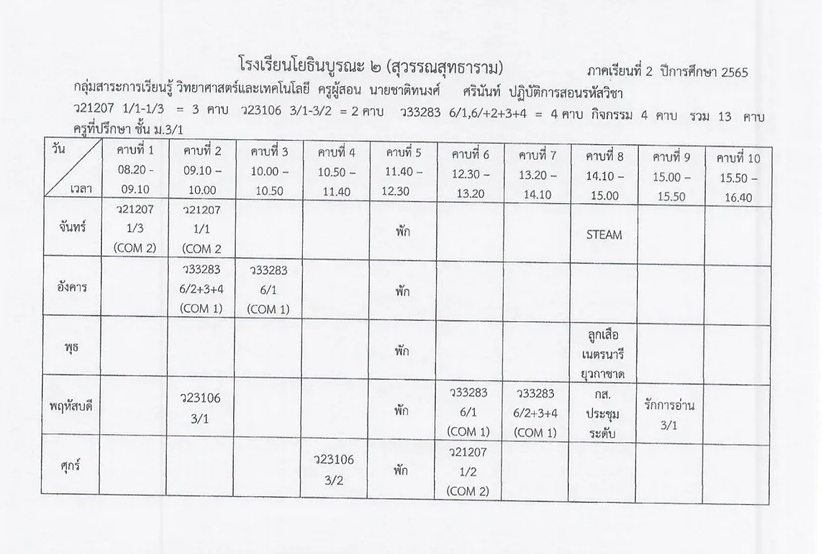 โรงเรียนโยธินบูรณะ ๒ (สุวรรณสุทธาราม)
ภาคเรียนที่ 2 ปีการศึกษา 2565
กลุ่มสาระการเรียนรู้ วิทยาศาสตร์และเทคโนโลยี ครูผู้สอน นายชาติทนงศ์ ศรินันท์ ปฏิบัติการสอนรหัสวิชา
ว21207 1/1-1/3 = 3 คาบ ว23106 3/1-3/2 = 2 คาบ ว33283 6/1,6/+2+3+4 = 4 คาบ กิจกรรม 4 คาบ รวม 13 คาบ
ครูที่ปรึกษา ชั้น ม.3/1
วัน
เวลา
คาบที่ 1
08.20 -
09.10
คาบที่ 2
09.10 –
10.00
คาบที่ 3
10.00 –
10.50
คาบที่ 4
10.50 –
11.40
คาบที่ 5
11.40 –
12.30
คาบที่ 6
12.30 –
13.20
คาบที่ 7
13.20 –
14.10
คาบที่ 8
14.10 –
15.00
คาบที่ 9
15.00 –
15.50
คาบที่ 10
15.50 –
16.40
จันทร์
ว21207
1/3
(COM 2)
ว21207
1/1
(COM 2
พัก
STEAM
อังคาร
ว33283
6/2+3+4
(COM 1)
ว33283
6/1
(COM 1)
พัก
พุธ
พัก
ลูกเสือ
เนตรนารี
ยุวกาชาด
พฤหัสบดี
ว23106
3/1
พัก
ว33283
6/1
(COM 1)
ว33283
6/2+3+4
(COM 1)
กส.
ประชุม
ระดับ
รักการอ่าน
3/1
ศุกร์
ว23106
3/2
พัก
ว21207
1/2
(COM 2)